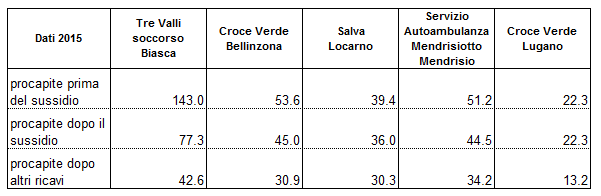 Dati 2015 Tre Valli soccorso Biasca Croce Verde Bellinzona Salva Locarno Servizio Autoambulanza Mendrisiotto Mendrisio Croce Verde Lugano
procapite prima del sussidio 143.0 53.6 39.4 51.2 22.3
procapite dopo il sussidio 77.3 45.0 36.0 44.5 22.3
procapite dopo altri ricavi 42.6 30.9 30.3 34.2 13.2